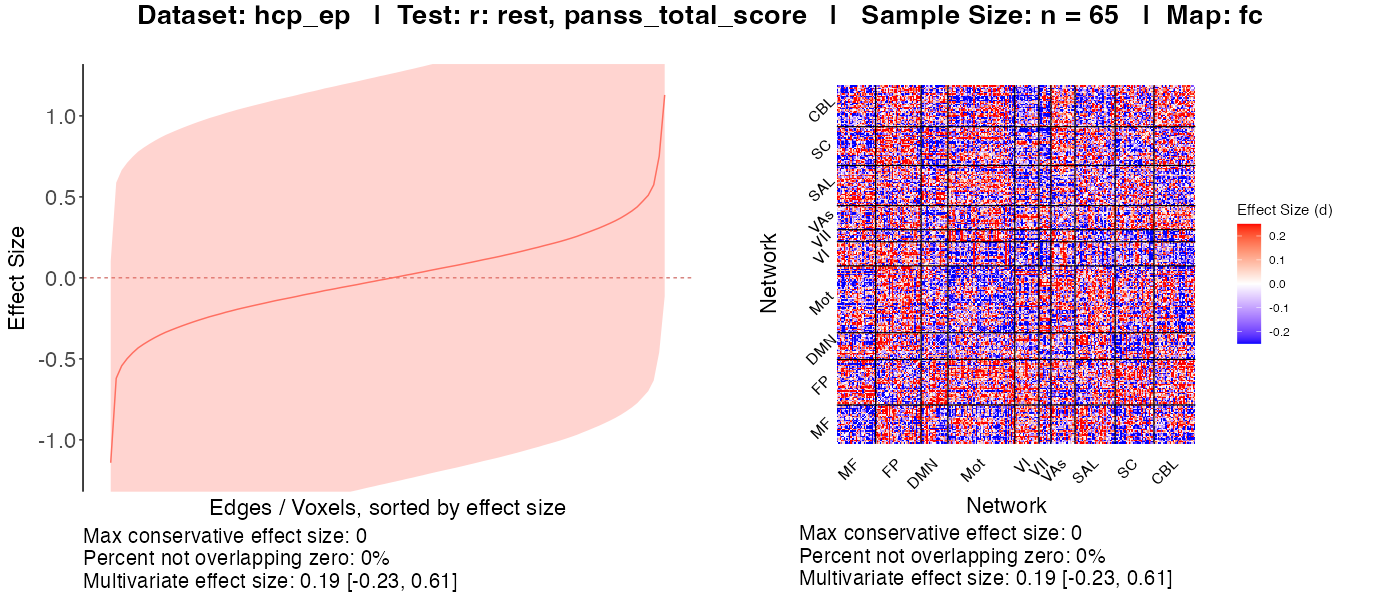 Dataset: hcp_ep | Test: r: rest, panss_total_score | Sample Size: n = 65 | Map: fc
Effect Size
1.0
0.5
0.0
-0.5
-1.0
Edges / Voxels, sorted by effect size
Max conservative effect size: 0
Percent not overlapping zero: 0%
Multivariate effect size: 0.19 [-0.23, 0.61]
Network
CBL
SC
SAL
VAs
VII
VI
Mot
DMN
FP
MF
MF
FP
DMN
Mot
VI
VII
VAs
SAL
SC
CBL
Network
Effect Size (d)
0.2
0.1
0.0
-0.1
-0.2
Max conservative effect size: 0
Percent not overlapping zero: 0%
Multivariate effect size: 0.19 [-0.23, 0.61]